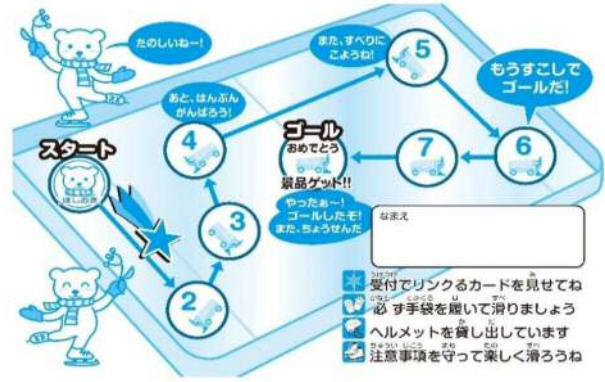 たのしいねー!
また、すべりに
こようね!
5
もうすこしで
ゴールだ!
あと、はんぶん
がんばろう!
4
ゴール
おめでとう
景品ゲット!!
7
6
スタート
はじめ
やったぁ〜!
ゴールしたぞ!
また、ちょうせんだ
3
2
なまえ
受付でリンクるカードを見せてね
必ず手袋を履いて滑りましょう
ヘルメットを貸し出しています
注意事項を守って楽しく滑ろうね